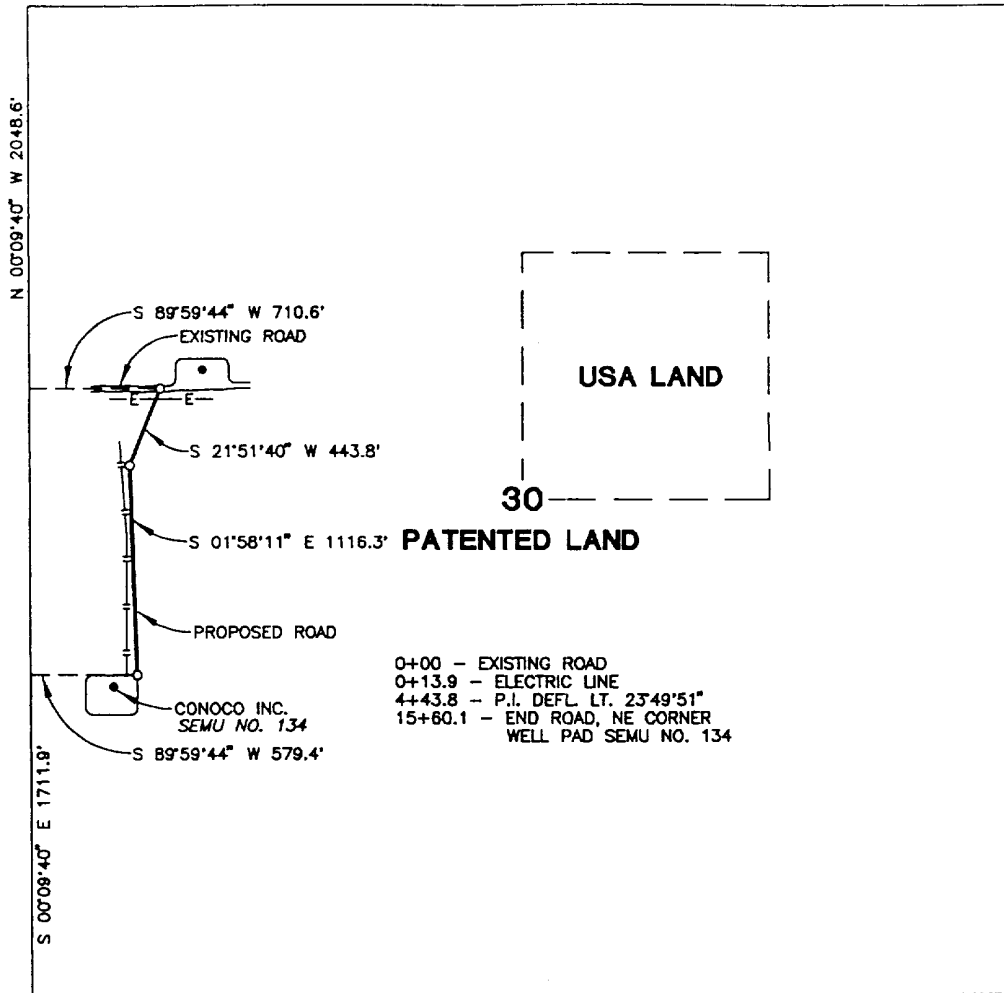 N 00°09'40" W 2048.6'
S 89°59'44" W 710.6'
EXISTING ROAD
E
E
USA LAND
S 21°51'40" W 443.8'
30
S 01°58'11" E 1116.3'
PATENTED LAND
PROPOSED ROAD
0+00 – EXISTING ROAD
0+13.9 – ELECTRIC LINE
4+43.8 – P.I. DEFL. LT. 23°49'51"
15+60.1 – END ROAD, NE CORNER
WELL PAD SEMU NO. 134
CONOCO INC.
SEMU NO. 134
S 89°59'44" W 579.4'
S 00°09'40" E 1711.9'